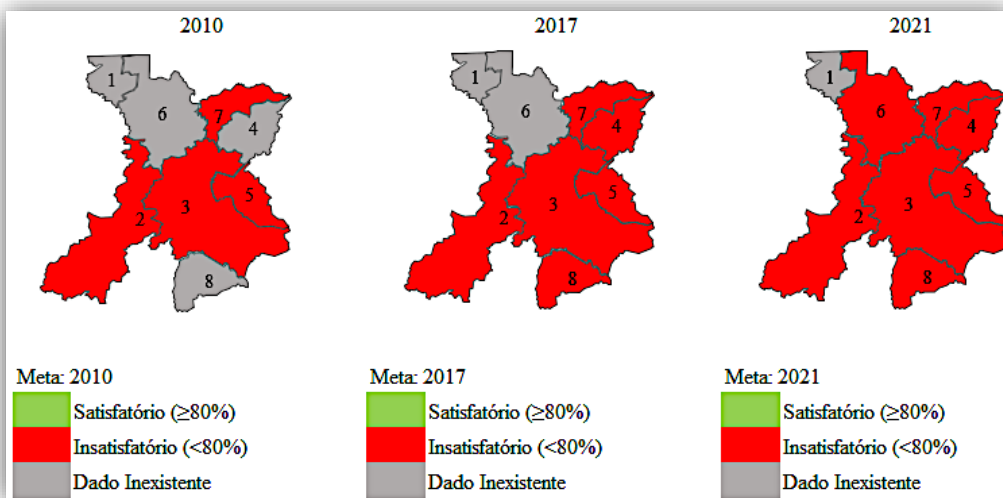 2010
2017
2021
1
6
7
4
2
3
5
8
1
6
7
4
2
3
5
8
1
6
7
4
2
3
5
8
Meta: 2010
Satisfatório (≥80%)
Insatisfatório (<80%)
Dado Inexistente
Meta: 2017
Satisfatório (≥80%)
Insatisfatório (<80%)
Dado Inexistente
Meta: 2021
Satisfatório (≥80%)
Insatisfatório (<80%)
Dado Inexistente